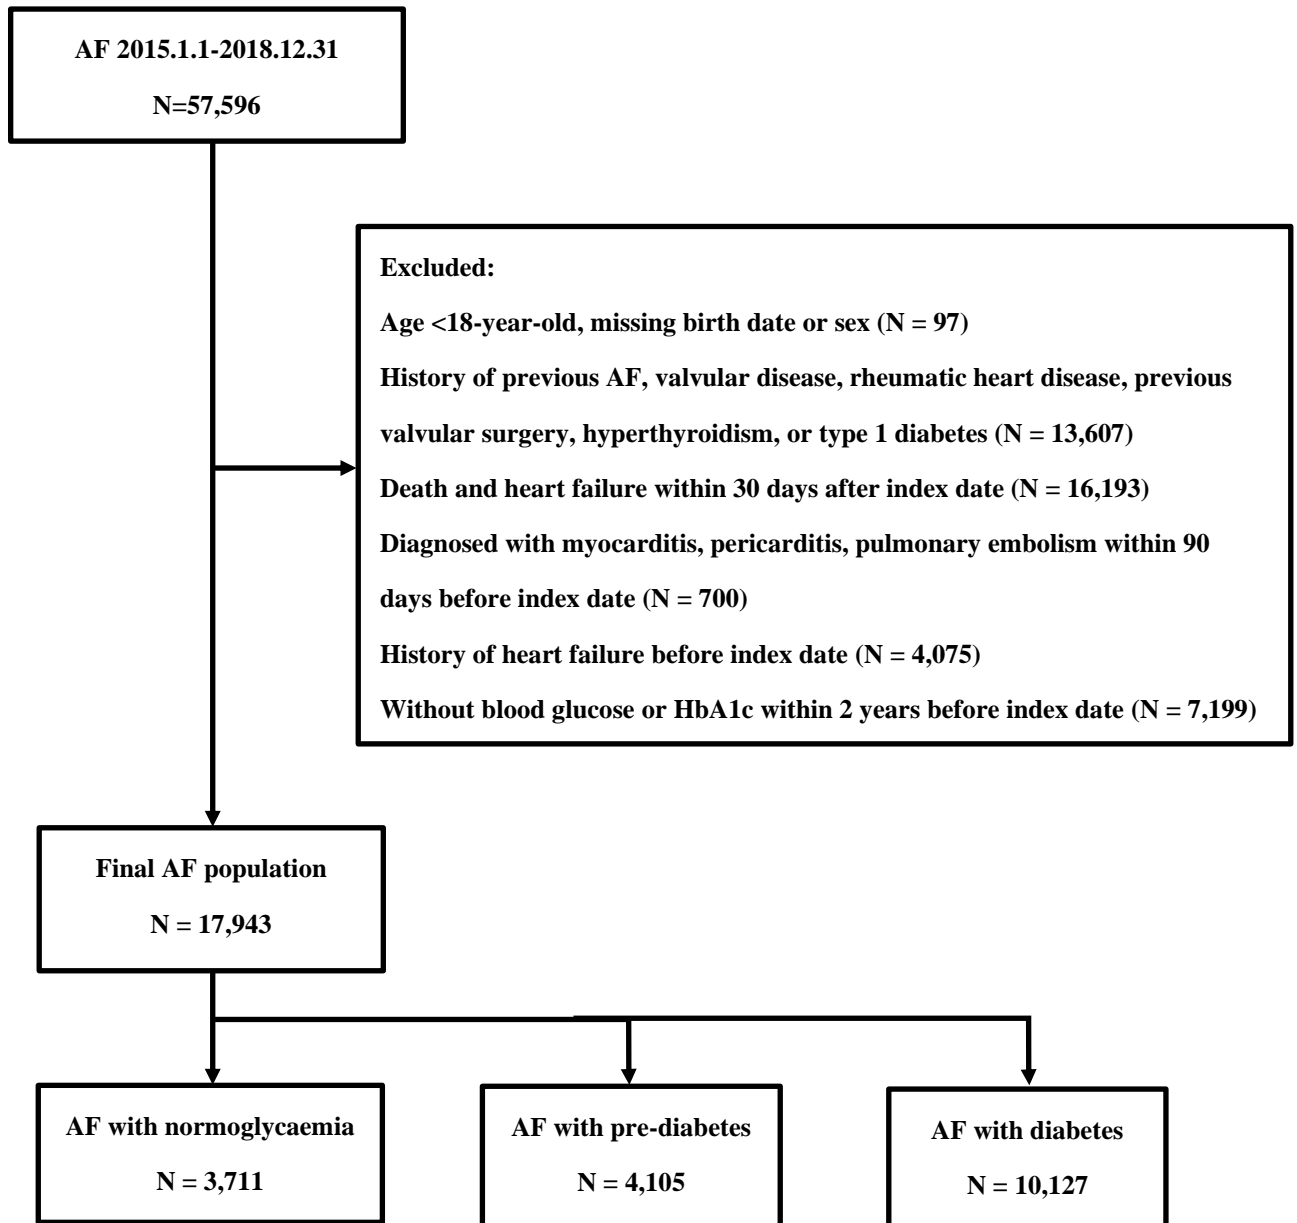 AF 2015.1.1-2018.12.31
N=57,596
Excluded:
Age <18-year-old, missing birth date or sex (N = 97)
History of previous AF, valvular disease, rheumatic heart disease, previous
valvular surgery, hyperthyroidism, or type 1 diabetes (N = 13,607)
Death and heart failure within 30 days after index date (N = 16,193)
Diagnosed with myocarditis, pericarditis, pulmonary embolism within 90
days before index date (N = 700)
History of heart failure before index date (N = 4,075)
Without blood glucose or HbA1c within 2 years before index date (N = 7,199)
Final AF population
N = 17,943
AF with normoglycaemia
N = 3,711
AF with pre-diabetes
N = 4,105
AF with diabetes
N = 10,127